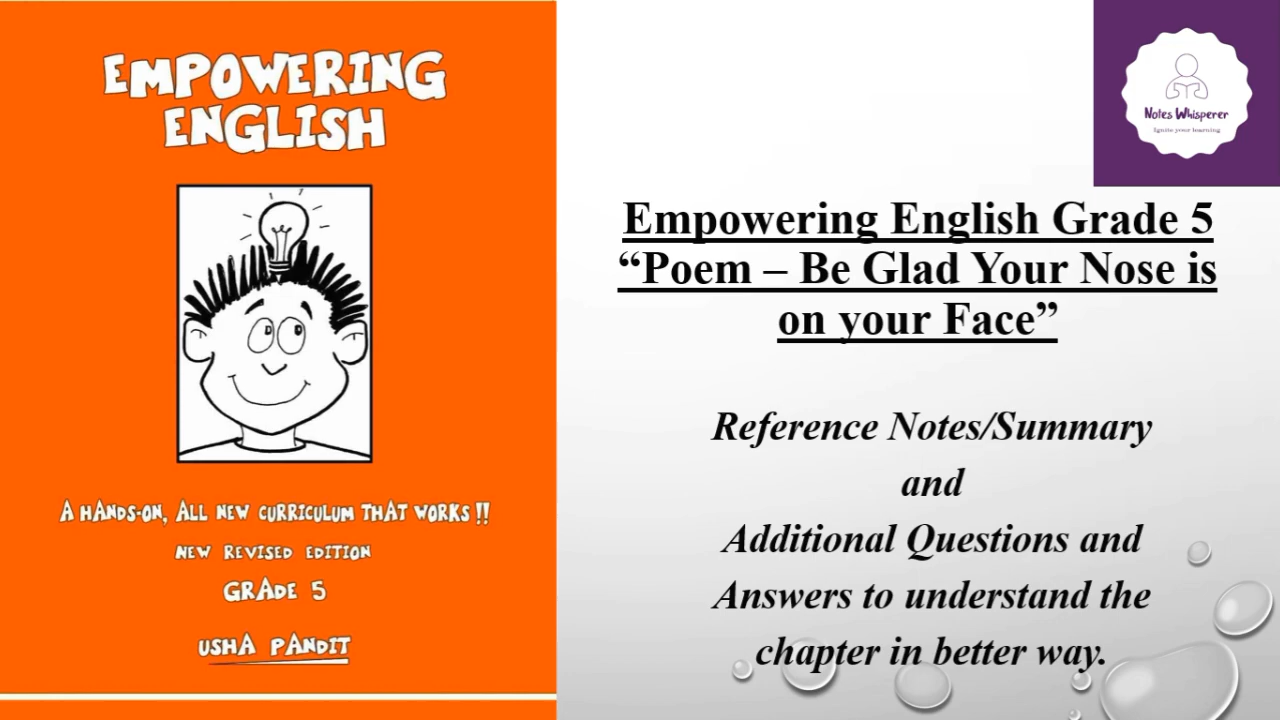 EMPOWERING
ENGLISH
A HANDS-ON, ALL NEW CURRICULUM THAT WORKS !!
NEW REVISED EDITION
GRADE 5
USHA PANDIT
Notes Whisperer
Ignite your learning
Empowering English Grade 5
“Poem – Be Glad Your Nose is
on your Face”
Reference Notes/Summary
and
Additional Questions and
Answers to understand the
chapter in better way.